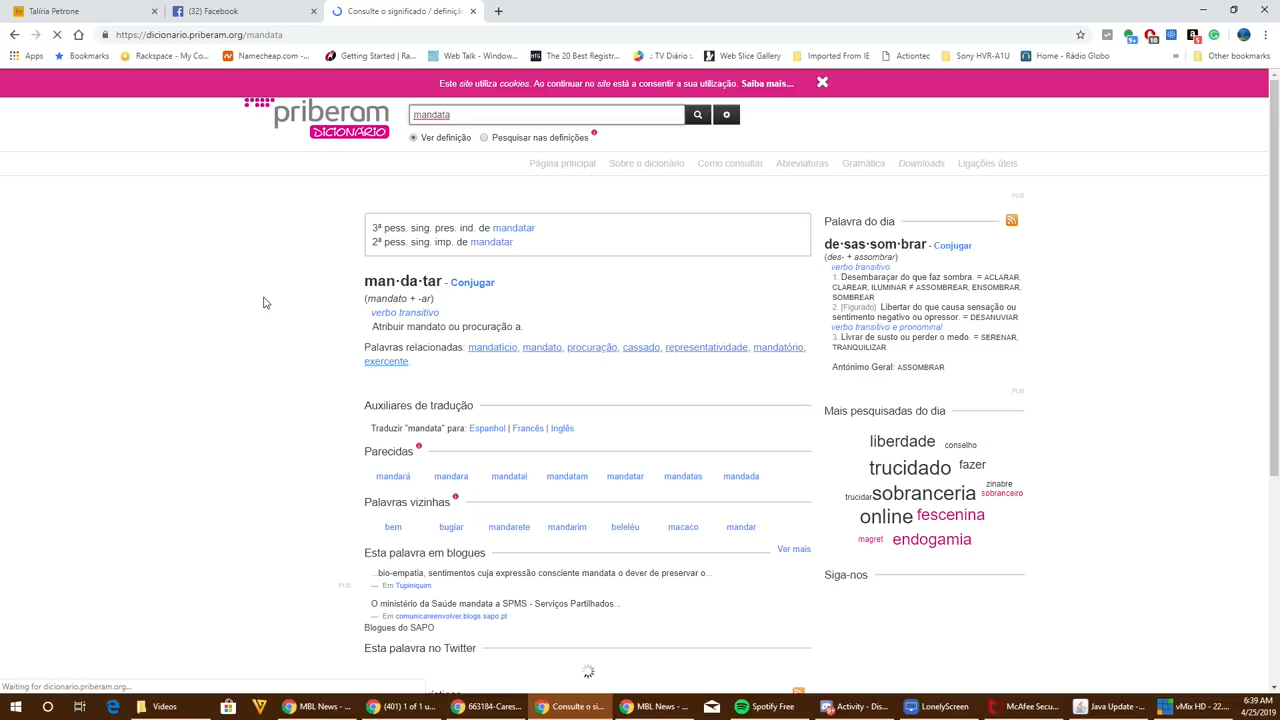 Talíria Petrone
(32) Facebook
Consulte o significado / definiçã
https://dicionario.priberam.org/mandata
Apps
Bookmarks
Rackspace - My Co...
Namecheap.com -...
Getting Started | Ra...
Web Talk - Window...
The 20 Best Registr...
.: TV Diário :.
Web Slice Gallery
Imported From IE
Actiontec
Sony HVR-A1U
Home - Rádio Globo
»
Other bookmarks
Este site utiliza cookies. Ao continuar no site está a consentir a sua utilização. Saiba mais...
priberam
DICIONÁRIO
mandata
Ver definição
Pesquisar nas definições
Página principal Sobre o dicionário Como consultar Abreviaturas Gramática Downloads Ligações úteis
PUB
3ª pess. sing. pres. ind. de mandatar
2ª pess. sing. imp. de mandatar
man·da·tar - Conjugar
(mandato + -ar)
verbo transitivo
Atribuir mandato ou procuração a.
Palavras relacionadas: mandatício, mandato, procuração, cassado, representatividade, mandatório,
exercente.
Auxiliares de tradução
Traduzir "mandata" para: Espanhol | Francês | Inglês
Parecidas
mandará mandara mandatai mandatam mandatar mandatas mandada
Palavras vizinhas
bem bugiar mandarete mandarim beleléu macaco mandar
Esta palavra em blogues
Ver mais
...bio-empatia, sentimentos cuja expressão consciente mandata o dever de preservar o...
— Em Tupiniquim
PUB
O ministério da Saúde mandata a SPMS - Serviços Partilhados...
— Em comunicareenvolver.blogs.sapo.pt
Blogues do SAPO
Esta palavra no Twitter
Palavra do dia
de·sas·som·brar - Conjugar
(des- + assombrar)
verbo transitivo
1. Desembaraçar do que faz sombra. = ACLARAR,
CLAREAR, ILUMINAR ≠ ASSOMBREAR, ENSOMBRAR,
SOMBREAR
2. [Figurado] Libertar do que causa sensação ou
sentimento negativo ou opressor. = DESANUVIAR
verbo transitivo e pronominal
3. Livrar de susto ou perder o medo. = SERENAR,
TRANQUILIZAR
Antónimo Geral: ASSOMBRAR
PUB
Mais pesquisadas do dia
liberdade conselho
trucidado fazer
zinabre
trucidar sobranceria sobranceiro
online fescenina
magret endogamia
Siga-nos
Waiting for dicionario.priberam.org...
Videos
MBL News - ...
(401) 1 of 1 u...
663184-Cares...
Consulte o si...
MBL News - ...
Spotify Free
Activity - Dis...
LonelyScreen
McAfee Secu...
Java Update -...
vMix HD - 22....
6:39 AM
4/25/2019